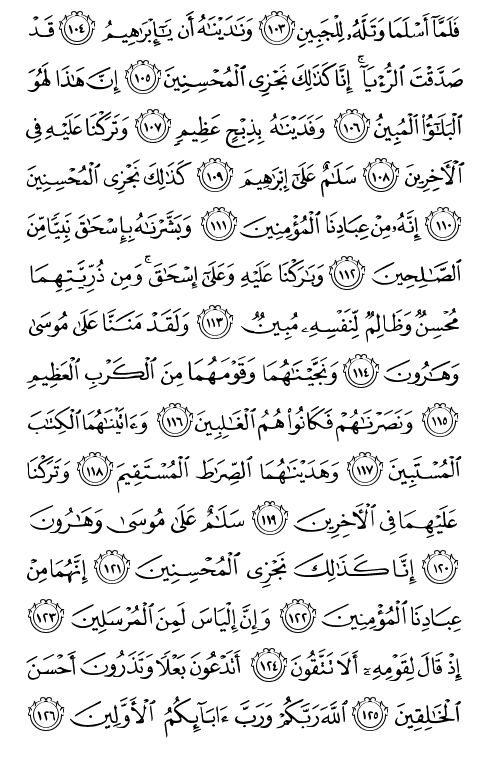 فَلَمَّآ أَسْلَمَا وَتَلَّهُۥ لِلْجَبِينِ ١٠٣ وَنَٰدَيْنَٰهُ أَن يَٰٓإِبْرَٰهِيمُ ١٠٤ قَدْ
صَدَّقْتَ ٱلرُّءْيَآ ۚ إِنَّا كَذَٰلِكَ نَجْزِى ٱلْمُحْسِنِينَ ١٠٥ إِنَّ هَٰذَا لَهُوَ
ٱلْبَلَٰٓؤُا۟ ٱلْمُبِينُ ١٠٦ وَفَدَيْنَٰهُ بِذِبْحٍ عَظِيمٍ ١٠٧ وَتَرَكْنَا عَلَيْهِ فِى
ٱلْءَاخِرِينَ ١٠٨ سَلَٰمٌ عَلَىٰٓ إِبْرَٰهِيمَ ١٠٩ كَذَٰلِكَ نَجْزِى ٱلْمُحْسِنِينَ
١١٠ إِنَّهُۥ مِنْ عِبَادِنَا ٱلْمُؤْمِنِينَ ١١١ وَبَشَّرْنَٰهُ بِإِسْحَٰقَ نَبِيًّا مِّنَ
ٱلصَّٰلِحِينَ ١١٢ وَبَٰرَكْنَا عَلَيْهِ وَعَلَىٰٓ إِسْحَٰقَ ۚ وَمِن ذُرِّيَّتِهِمَا
مُحْسِنٌ وَظَالِمٌ لِّنَفْسِهِۦ مُبِينٌ ١١٣ وَلَقَدْ مَنَنَّا عَلَىٰ مُوسَىٰ
وَهَٰرُونَ ١١٤ وَنَجَّيْنَٰهُمَا وَقَوْمَهُمَا مِنَ ٱلْكَرْبِ ٱلْعَظِيمِ
١١٥ وَنَصَرْنَٰهُمْ فَكَانُوا۟ هُمُ ٱلْغَٰلِبِينَ ١١٦ وَءَاتَيْنَٰهُمَا ٱلْكِتَٰبَ
ٱلْمُسْتَبِينَ ١١٧ وَهَدَيْنَٰهُمَا ٱلصِّرَٰطَ ٱلْمُسْتَقِيمَ ١١٨ وَتَرَكْنَا
عَلَيْهِمَا فِى ٱلْءَاخِرِينَ ١١٩ سَلَٰمٌ عَلَىٰ مُوسَىٰ وَهَٰرُونَ
١٢٠ إِنَّا كَذَٰلِكَ نَجْزِى ٱلْمُحْسِنِينَ ١٢١ إِنَّهُمَا مِنْ
عِبَادِنَا ٱلْمُؤْمِنِينَ ١٢٢ وَإِنَّ إِلْيَاسَ لَمِنَ ٱلْمُرْسَلِينَ ١٢٣
إِذْ قَالَ لِقَوْمِهِۦٓ أَلَا تَتَّقُونَ ١٢٤ أَتَدْعُونَ بَعْلًا وَتَذَرُونَ أَحْسَنَ
ٱلْخَٰلِقِينَ ١٢٥ ٱللَّهَ رَبَّكُمْ وَرَبَّ ءَابَآئِكُمُ ٱلْأَوَّلِينَ ١٢٦